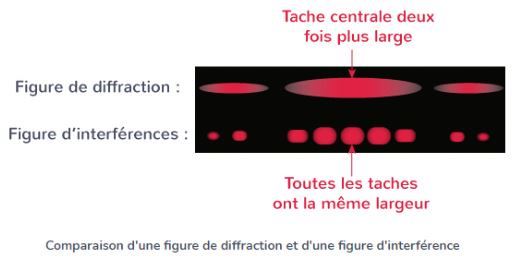 Tache centrale deux
fois plus large
Figure de diffraction :
Figure d'interférences :
Toutes les taches
ont la même largeur
Comparaison d'une figure de diffraction et d'une figure d'interférence